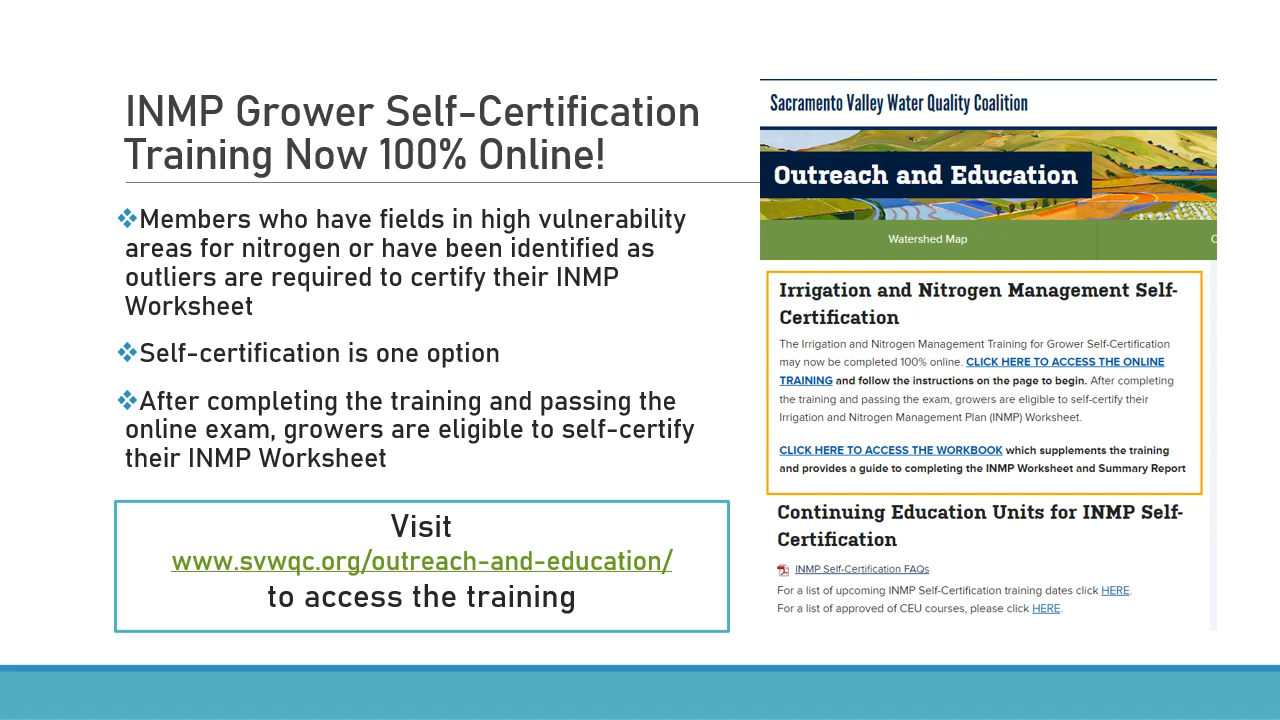 INMP Grower Self-Certification
Training Now 100% Online!
❖Members who have fields in high vulnerability
areas for nitrogen or have been identified as
outliers are required to certify their INMP
Worksheet
❖Self-certification is one option
❖After completing the training and passing the
online exam, growers are eligible to self-certify
their INMP Worksheet
Visit
www.svwqc.org/outreach-and-education/
to access the training
Sacramento Valley Water Quality Coalition
Outreach and Education
Watershed Map
Irrigation and Nitrogen Management Self-
Certification
The Irrigation and Nitrogen Management Training for Grower Self-Certification
may now be completed 100% online. CLICK HERE TO ACCESS THE ONLINE
TRAINING and follow the instructions on the page to begin. After completing
the training and passing the exam, growers are eligible to self-certify their
Irrigation and Nitrogen Management Plan (INMP) Worksheet.
CLICK HERE TO ACCESS THE WORKBOOK which supplements the training
and provides a guide to completing the INMP Worksheet and Summary Report
Continuing Education Units for INMP Self-
Certification
INMP Self-Certification FAQs
For a list of upcoming INMP Self-Certification training dates click HERE.
For a list of approved of CEU courses, please click HERE.